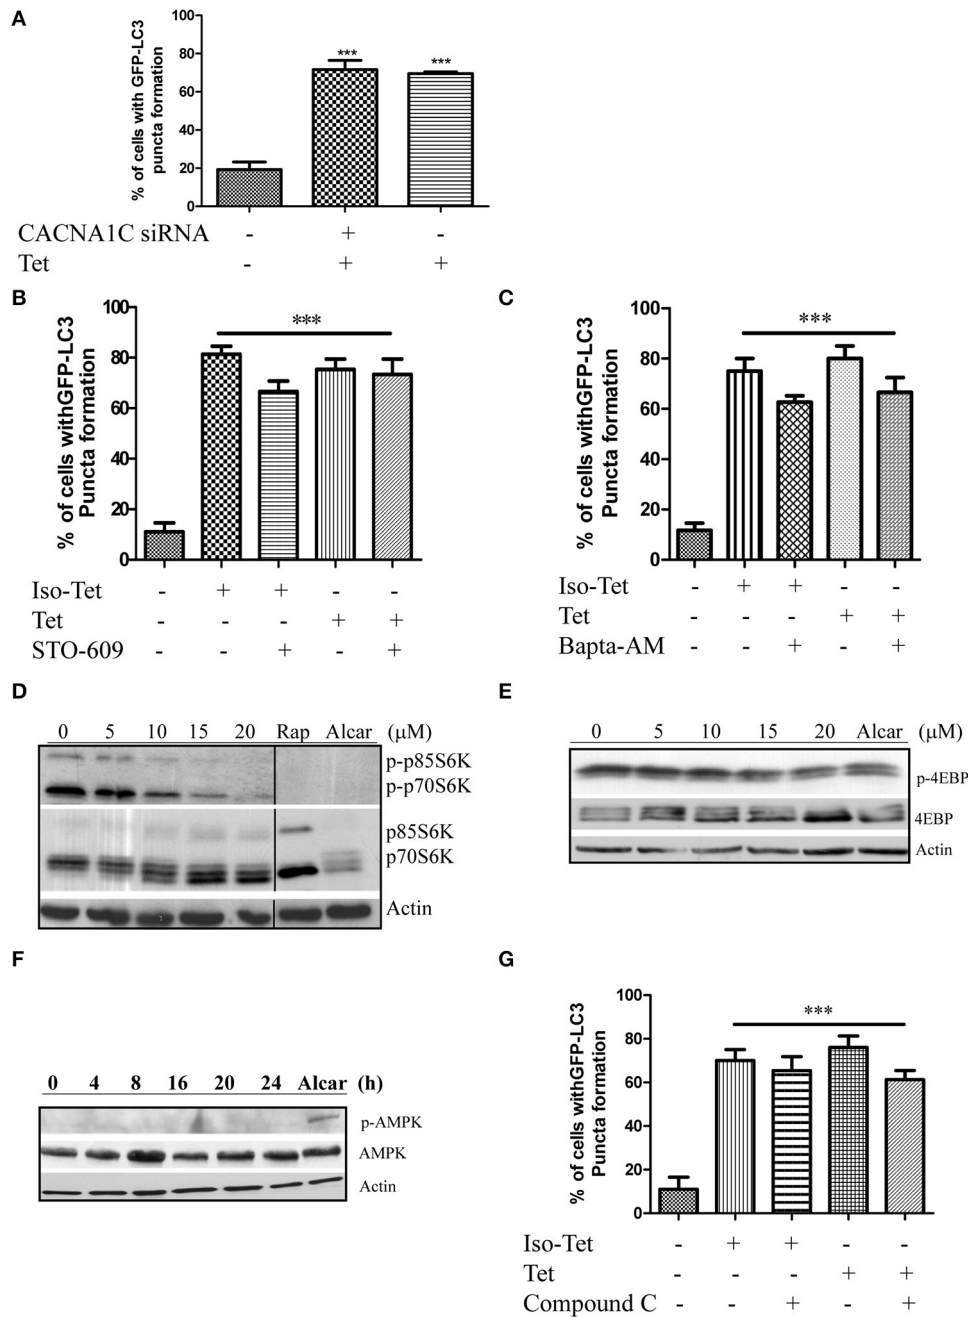 A
% of cells with GFP-LC3
puncta formation
100
80
60
40
20
0
***
***
CACNA1C siRNA - + -
Tet - + +
B
% of cells withGFP-LC3
Puncta formation
100
80
60
40
20
0
***
Iso-Tet - + + - -
Tet - - - + +
STO-609 - - + - +
C
% of cells withGFP-LC3
Puncta formation
100
80
60
40
20
0
***
Iso-Tet - + + - -
Tet - - - + +
Bapta-AM - - + - +
D
0 5 10 15 20 Rap Alcar (μM)
p-p85S6K
p-p70S6K
p85S6K
p70S6K
Actin
E
0 5 10 15 20 Alcar (μM)
p-4EBP
4EBP
Actin
F
0 4 8 16 20 24 Alcar (h)
p-AMPK
AMPK
Actin
G
% of cells withGFP-LC3
Puncta formation
100
80
60
40
20
0
***
Iso-Tet - + + - -
Tet - - - + +
Compound C - - + - +